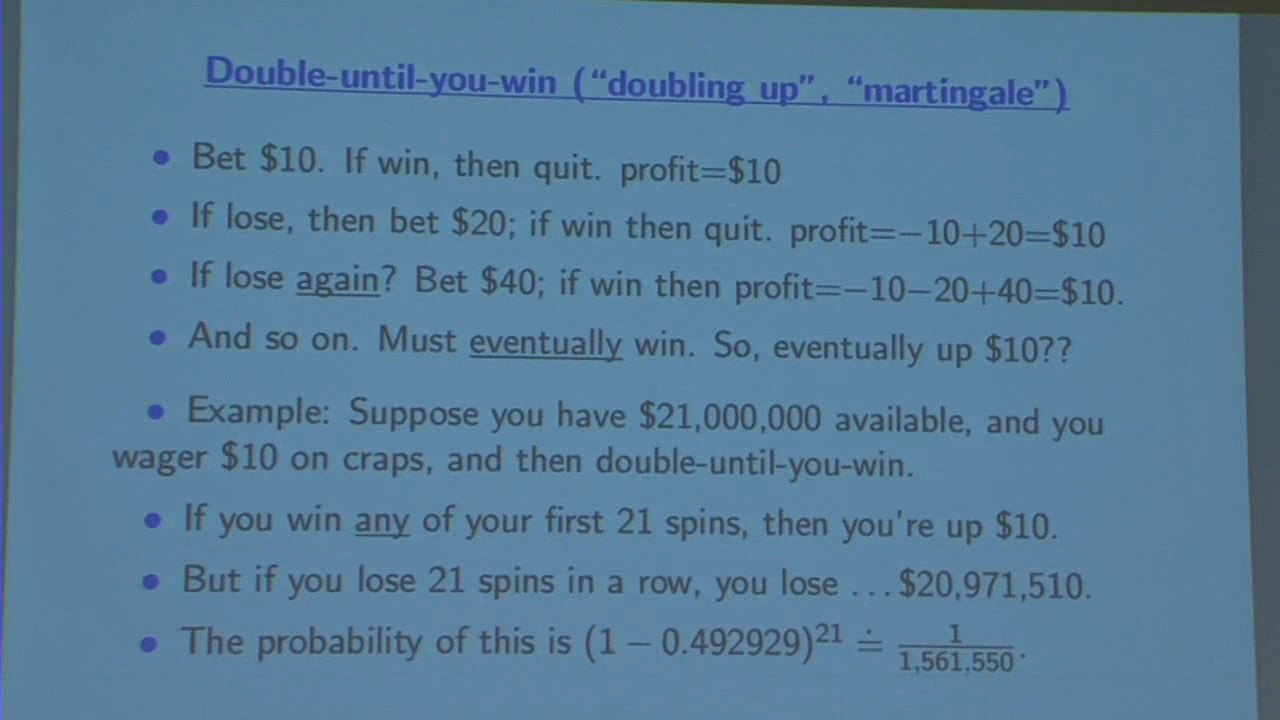 Double-until-you-win (“doubling up”, “martingale”)
• Bet $10. If win, then quit. profit=$10
• If lose, then bet $20; if win then quit. profit=−10+20=$10
• If lose again? Bet $40; if win then profit=−10−20+40=$10.
• And so on. Must eventually win. So, eventually up $10??
• Example: Suppose you have $21,000,000 available, and you
wager $10 on craps, and then double-until-you-win.
• If you win any of your first 21 spins, then you're up $10.
• But if you lose 21 spins in a row, you lose ... $20,971,510.
• The probability of this is (1 − 0.492929)²¹ ≐ 1/1,561,550.